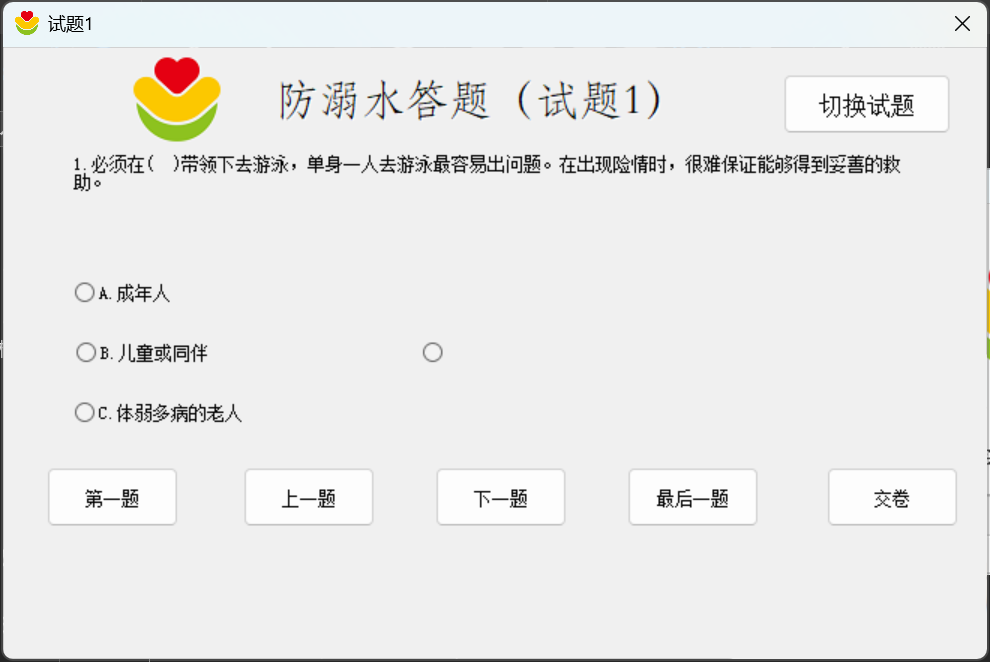 试题1
防溺水答题（试题1）
切换试题
1.必须在( )带领下去游泳，单身一人去游泳最容易出问题。在出现险情时，很难保证能够得到妥善的救
助。
A.成年人
B.儿童或同伴
C.体弱多病的老人
第一题
上一题
下一题
最后一题
交卷